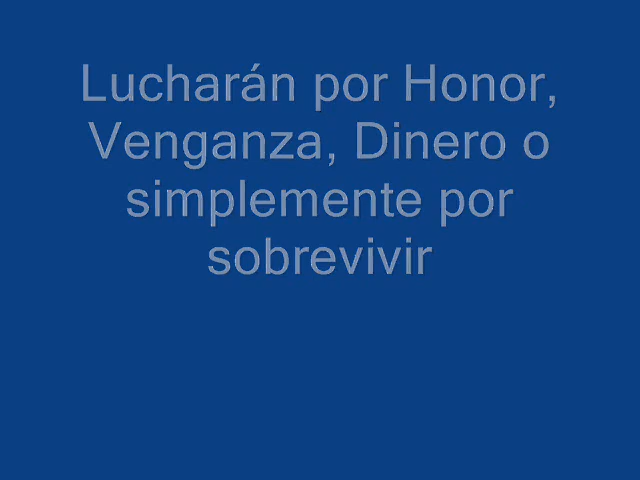 Lucharán por Honor,
Venganza, Dinero o
simplemente por
sobrevivir